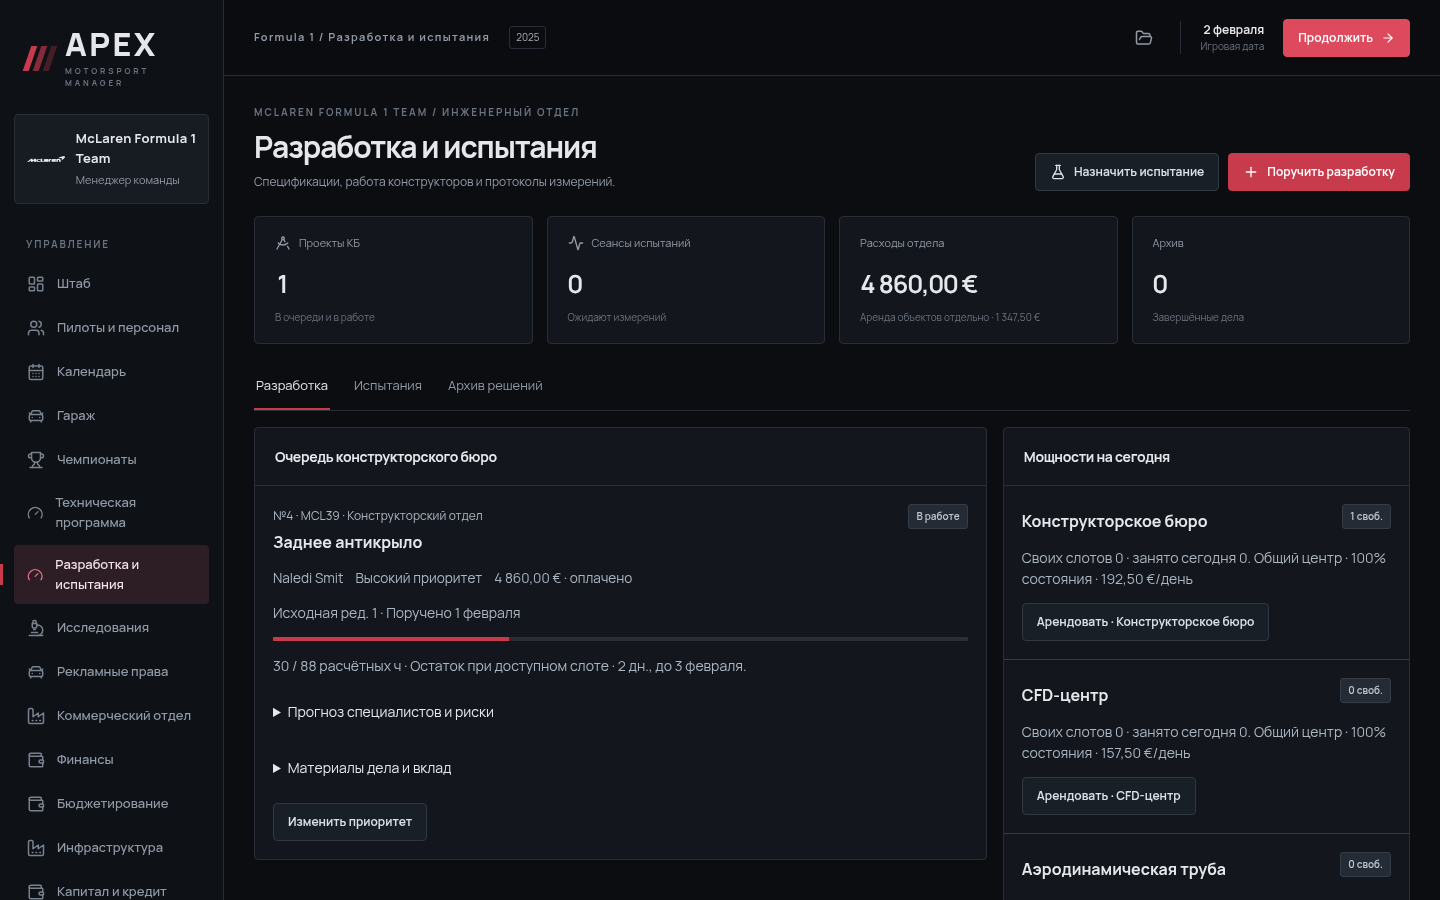 APEX
MOTORSPORT
MANAGER
McLaren
McLaren Formula 1
Team
Менеджер команды
УПРАВЛЕНИЕ
Штаб
Пилоты и персонал
Календарь
Гараж
Чемпионаты
Техническая
программа
Разработка и
испытания
Исследования
Рекламные права
Коммерческий отдел
Финансы
Бюджетирование
Инфраструктура
Капитал и кредит
Formula 1 / Разработка и испытания
2025
2 февраля
Игровая дата
Продолжить
MCLAREN FORMULA 1 TEAM / ИНЖЕНЕРНЫЙ ОТДЕЛ
Разработка и испытания
Спецификации, работа конструкторов и протоколы измерений.
Назначить испытание
Поручить разработку
Проекты КБ
1
В очереди и в работе
Сеансы испытаний
0
Ожидают измерений
Расходы отдела
4 860,00 €
Аренда объектов отдельно · 1 347,50 €
Архив
0
Завершённые дела
Разработка
Испытания
Архив решений
Очередь конструкторского бюро
№4 · MCL39 · Конструкторский отдел
В работе
Заднее антикрыло
Naledi Smit Высокий приоритет 4 860,00 € · оплачено
Исходная ред. 1 · Поручено 1 февраля
30 / 88 расчётных ч · Остаток при доступном слоте · 2 дн., до 3 февраля.
Прогноз специалистов и риски
Материалы дела и вклад
Изменить приоритет
Мощности на сегодня
Конструкторское бюро
1 своб.
Своих слотов 0 · занято сегодня 0. Общий центр · 100%
состояния · 192,50 €/день
Арендовать · Конструкторское бюро
CFD-центр
0 своб.
Своих слотов 0 · занято сегодня 0. Общий центр · 100%
состояния · 157,50 €/день
Арендовать · CFD-центр
Аэродинамическая труба
0 своб.